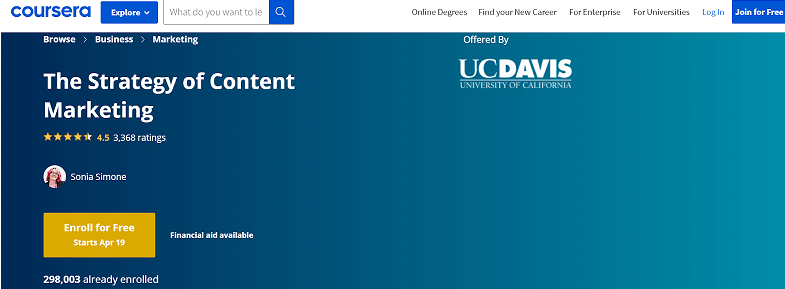 coursera Explore What do you want to le Online Degrees Find your New Career For Enterprise For Universities Log In Join for Free
Browse Business Marketing
Offered By
The Strategy of Content
Marketing
UCDAVIS
UNIVERSITY OF CALIFORNIA
4.5 3,368 ratings
Sonia Simone
Enroll for Free
Starts Apr 19
Financial aid available
298,003 already enrolled